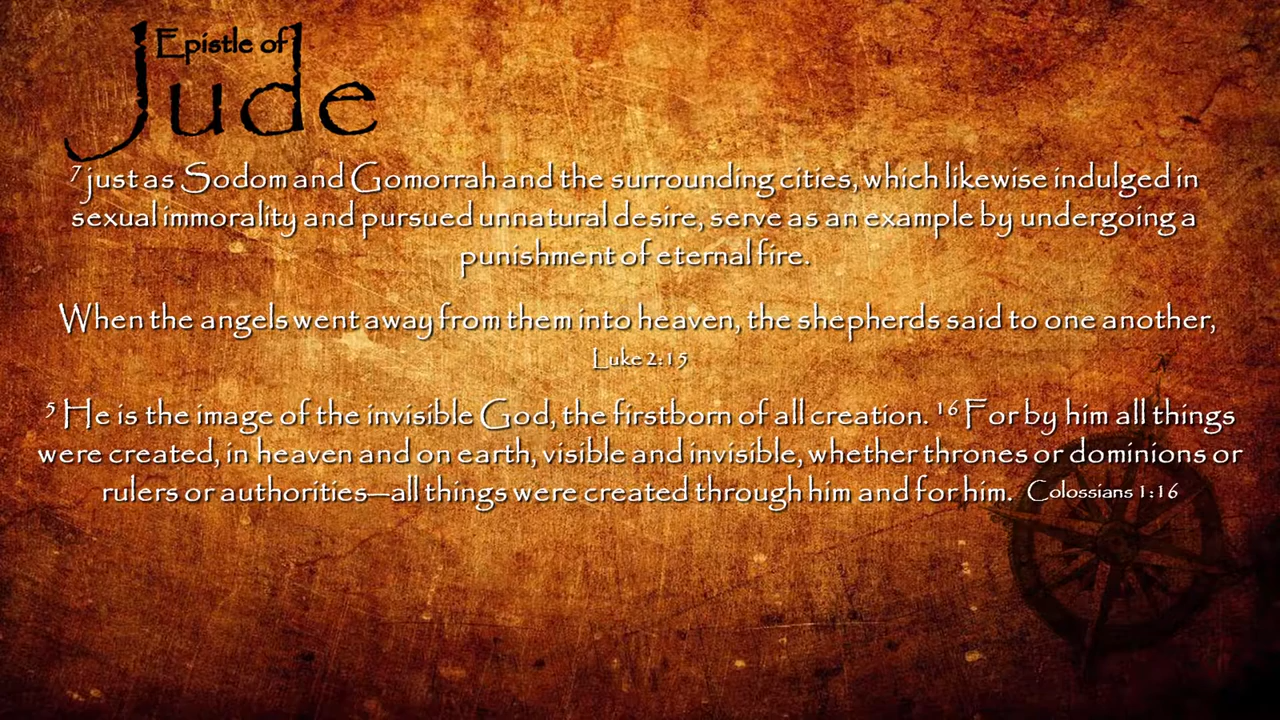 Epistle of
Jude
7 just as Sodom and Gomorrah and the surrounding cities, which likewise indulged in
sexual immorality and pursued unnatural desire, serve as an example by undergoing a
punishment of eternal fire.
When the angels went away from them into heaven, the shepherds said to one another,
Luke 2:15
5 He is the image of the invisible God, the firstborn of all creation. 16 For by him all things
were created, in heaven and on earth, visible and invisible, whether thrones or dominions or
rulers or authorities—all things were created through him and for him. Colossians 1:16